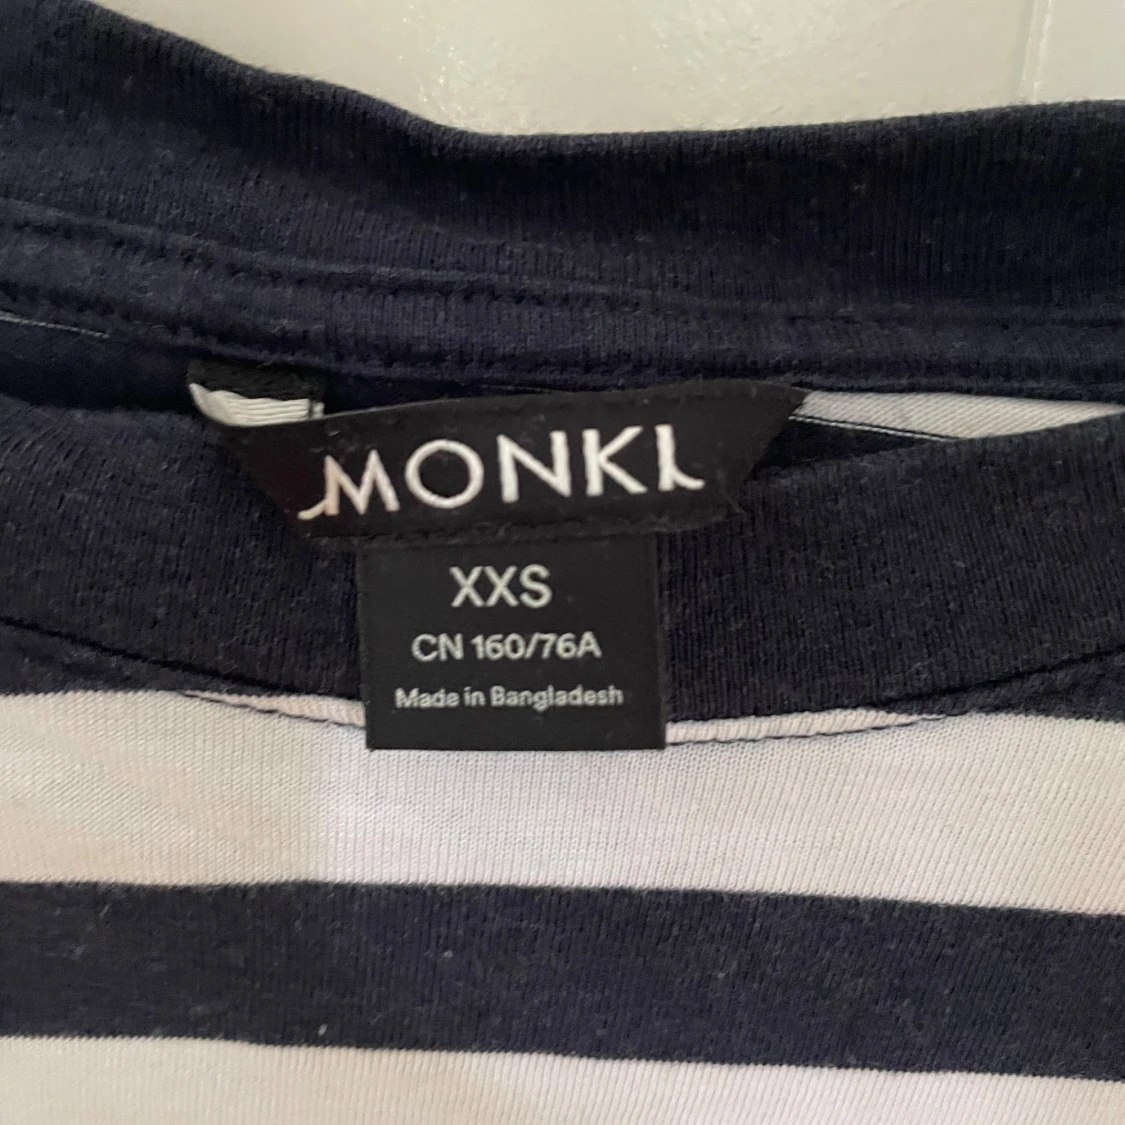 MONKI
XXS
CN 160/76A
Made in Bangladesh